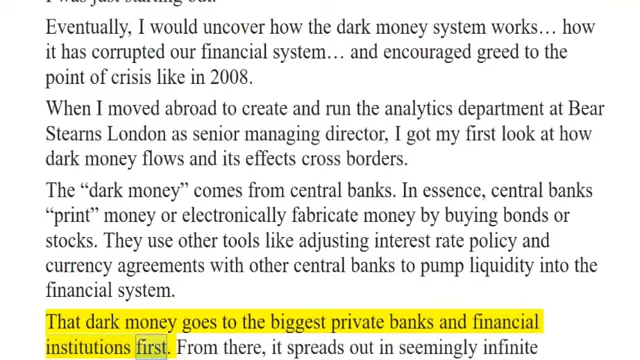 Eventually, I would uncover how the dark money system works… how
it has corrupted our financial system… and encouraged greed to the
point of crisis like in 2008.
When I moved abroad to create and run the analytics department at Bear
Stearns London as senior managing director, I got my first look at how
dark money flows and its effects cross borders.
The “dark money” comes from central banks. In essence, central banks
“print” money or electronically fabricate money by buying bonds or
stocks. They use other tools like adjusting interest rate policy and
currency agreements with other central banks to pump liquidity into the
financial system.
That dark money goes to the biggest private banks and financial
institutions first. From there, it spreads out in seemingly infinite